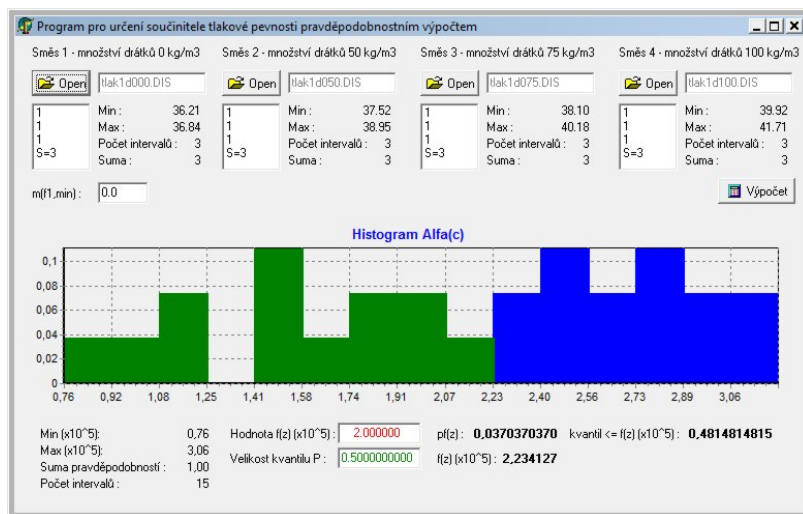 Program pro určení součinitele tlakové pevnosti pravděpodobnostním výpočtem
Směs 1 - množství drátků 0 kg/m3 Směs 2 - množství drátků 50 kg/m3 Směs 3 - množství drátků 75 kg/m3 Směs 4 - množství drátků 100 kg/m3
Open tlak1d000.DIS Open tlak1d050.DIS Open tlak1d075.DIS Open tlak1d100.DIS
1 Min : 36.21 1 Min : 37.52 1 Min : 38.10 1 Min : 39.92
1 Max : 36.84 1 Max : 38.95 1 Max : 40.18 1 Max : 41.71
1 Počet intervalů : 3 1 Počet intervalů : 3 1 Počet intervalů : 3 1 Počet intervalů : 3
S=3 Suma : 3 S=3 Suma : 3 S=3 Suma : 3 S=3 Suma : 3
m(f1,min) : 0.0 Výpočet
Histogram Alfa(c)
0,1
0,08
0,06
0,04
0,02
0
0,76 0,92 1,08 1,25 1,41 1,58 1,74 1,91 2,07 2,23 2,40 2,56 2,73 2,89 3,06
Min (x10^5): 0,76 Hodnota f(z) (x10^5) : 2.000000 pf(z) : 0,0370370370 kvantil <= f(z) (x10^5) : 0,4814814815
Max (x10^5): 3,06 Velikost kvantilu P : 0.5000000000 f(z) (x10^5) : 2,234127
Suma pravděpodobností : 1,00
Počet intervalů : 15